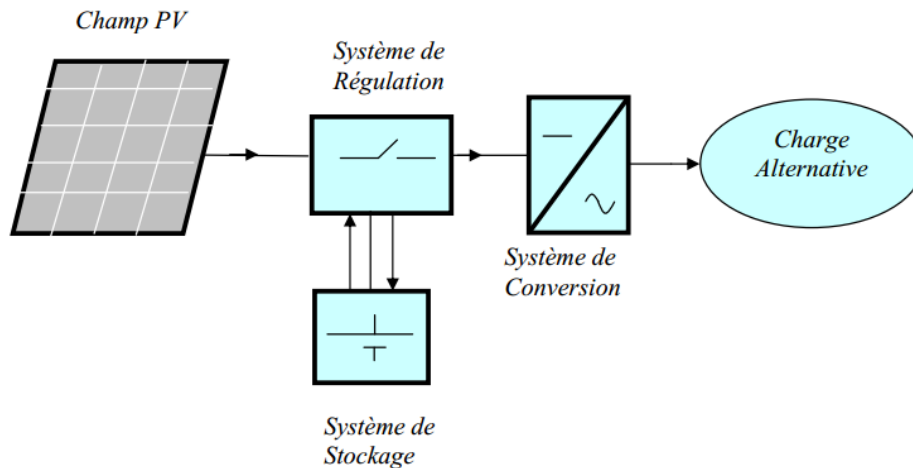 Champ PV
Système de
Régulation
Charge
Alternative
Système de
Conversion
Système de
Stockage